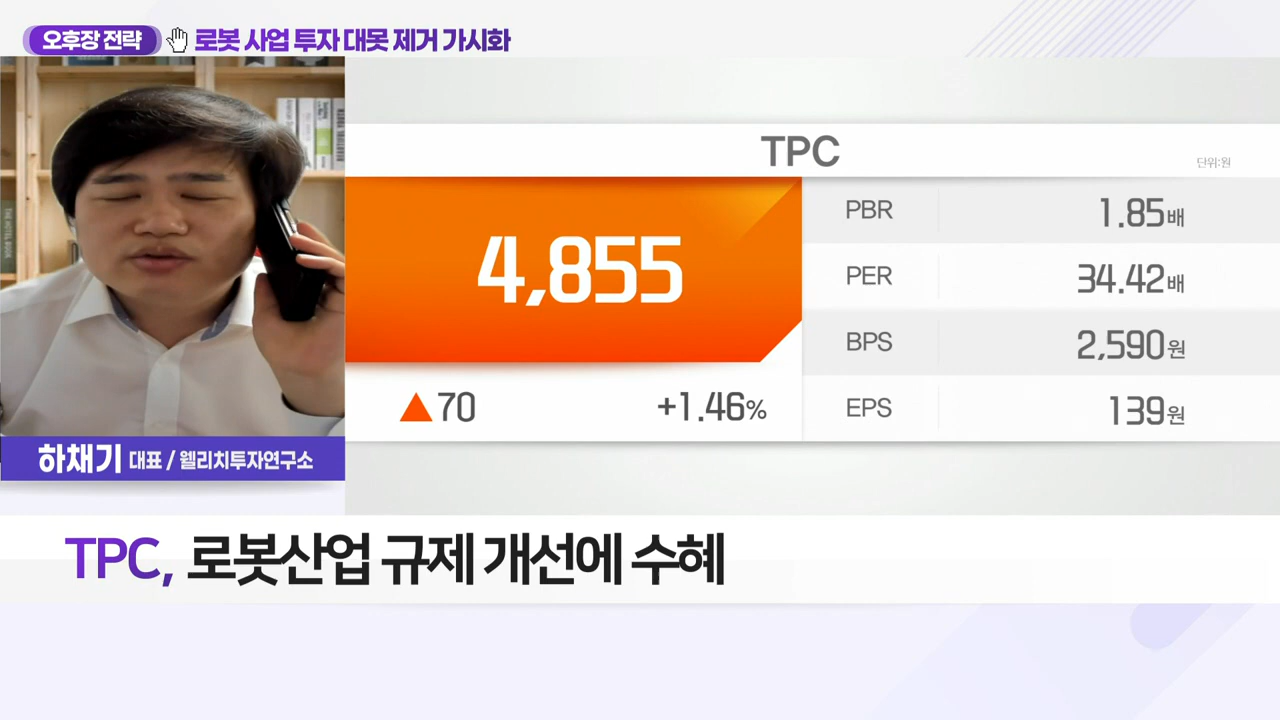 오후장 전략 로봇 사업 투자 대못 제거 가시화
TPC
단위:원
4,855
▲70 +1.46%
PBR 1.85배
PER 34.42배
BPS 2,590원
EPS 139원
하채기 대표 / 웰리치투자연구소
TPC, 로봇산업 규제 개선에 수혜